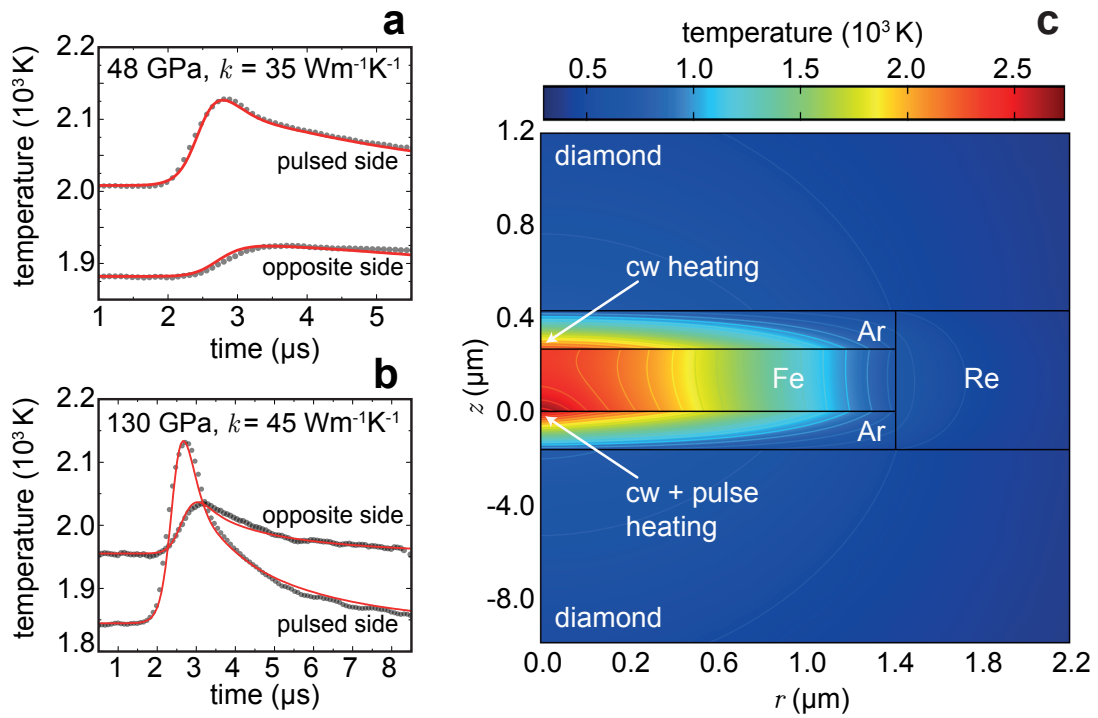 a
2.2
2.1
2.0
1.9
temperature (10³ K)
48 GPa, k = 35 Wm⁻¹K⁻¹
pulsed side
opposite side
1 2 3 4 5
time (µs)
b
2.2
2.1
2.0
1.9
1.8
temperature (10³ K)
130 GPa, k = 45 Wm⁻¹K⁻¹
opposite side
pulsed side
1 2 3 4 5 6 7 8
time (µs)
c
temperature (10³ K)
0.5 1.0 1.5 2.0 2.5
1.2
0.8
0.4
0.0
-4.0
-8.0
z (µm)
diamond
cw heating
Ar
Fe
Re
Ar
cw + pulse
heating
diamond
0.0 0.2 0.6 1.0 1.4 1.8 2.2
r (µm)